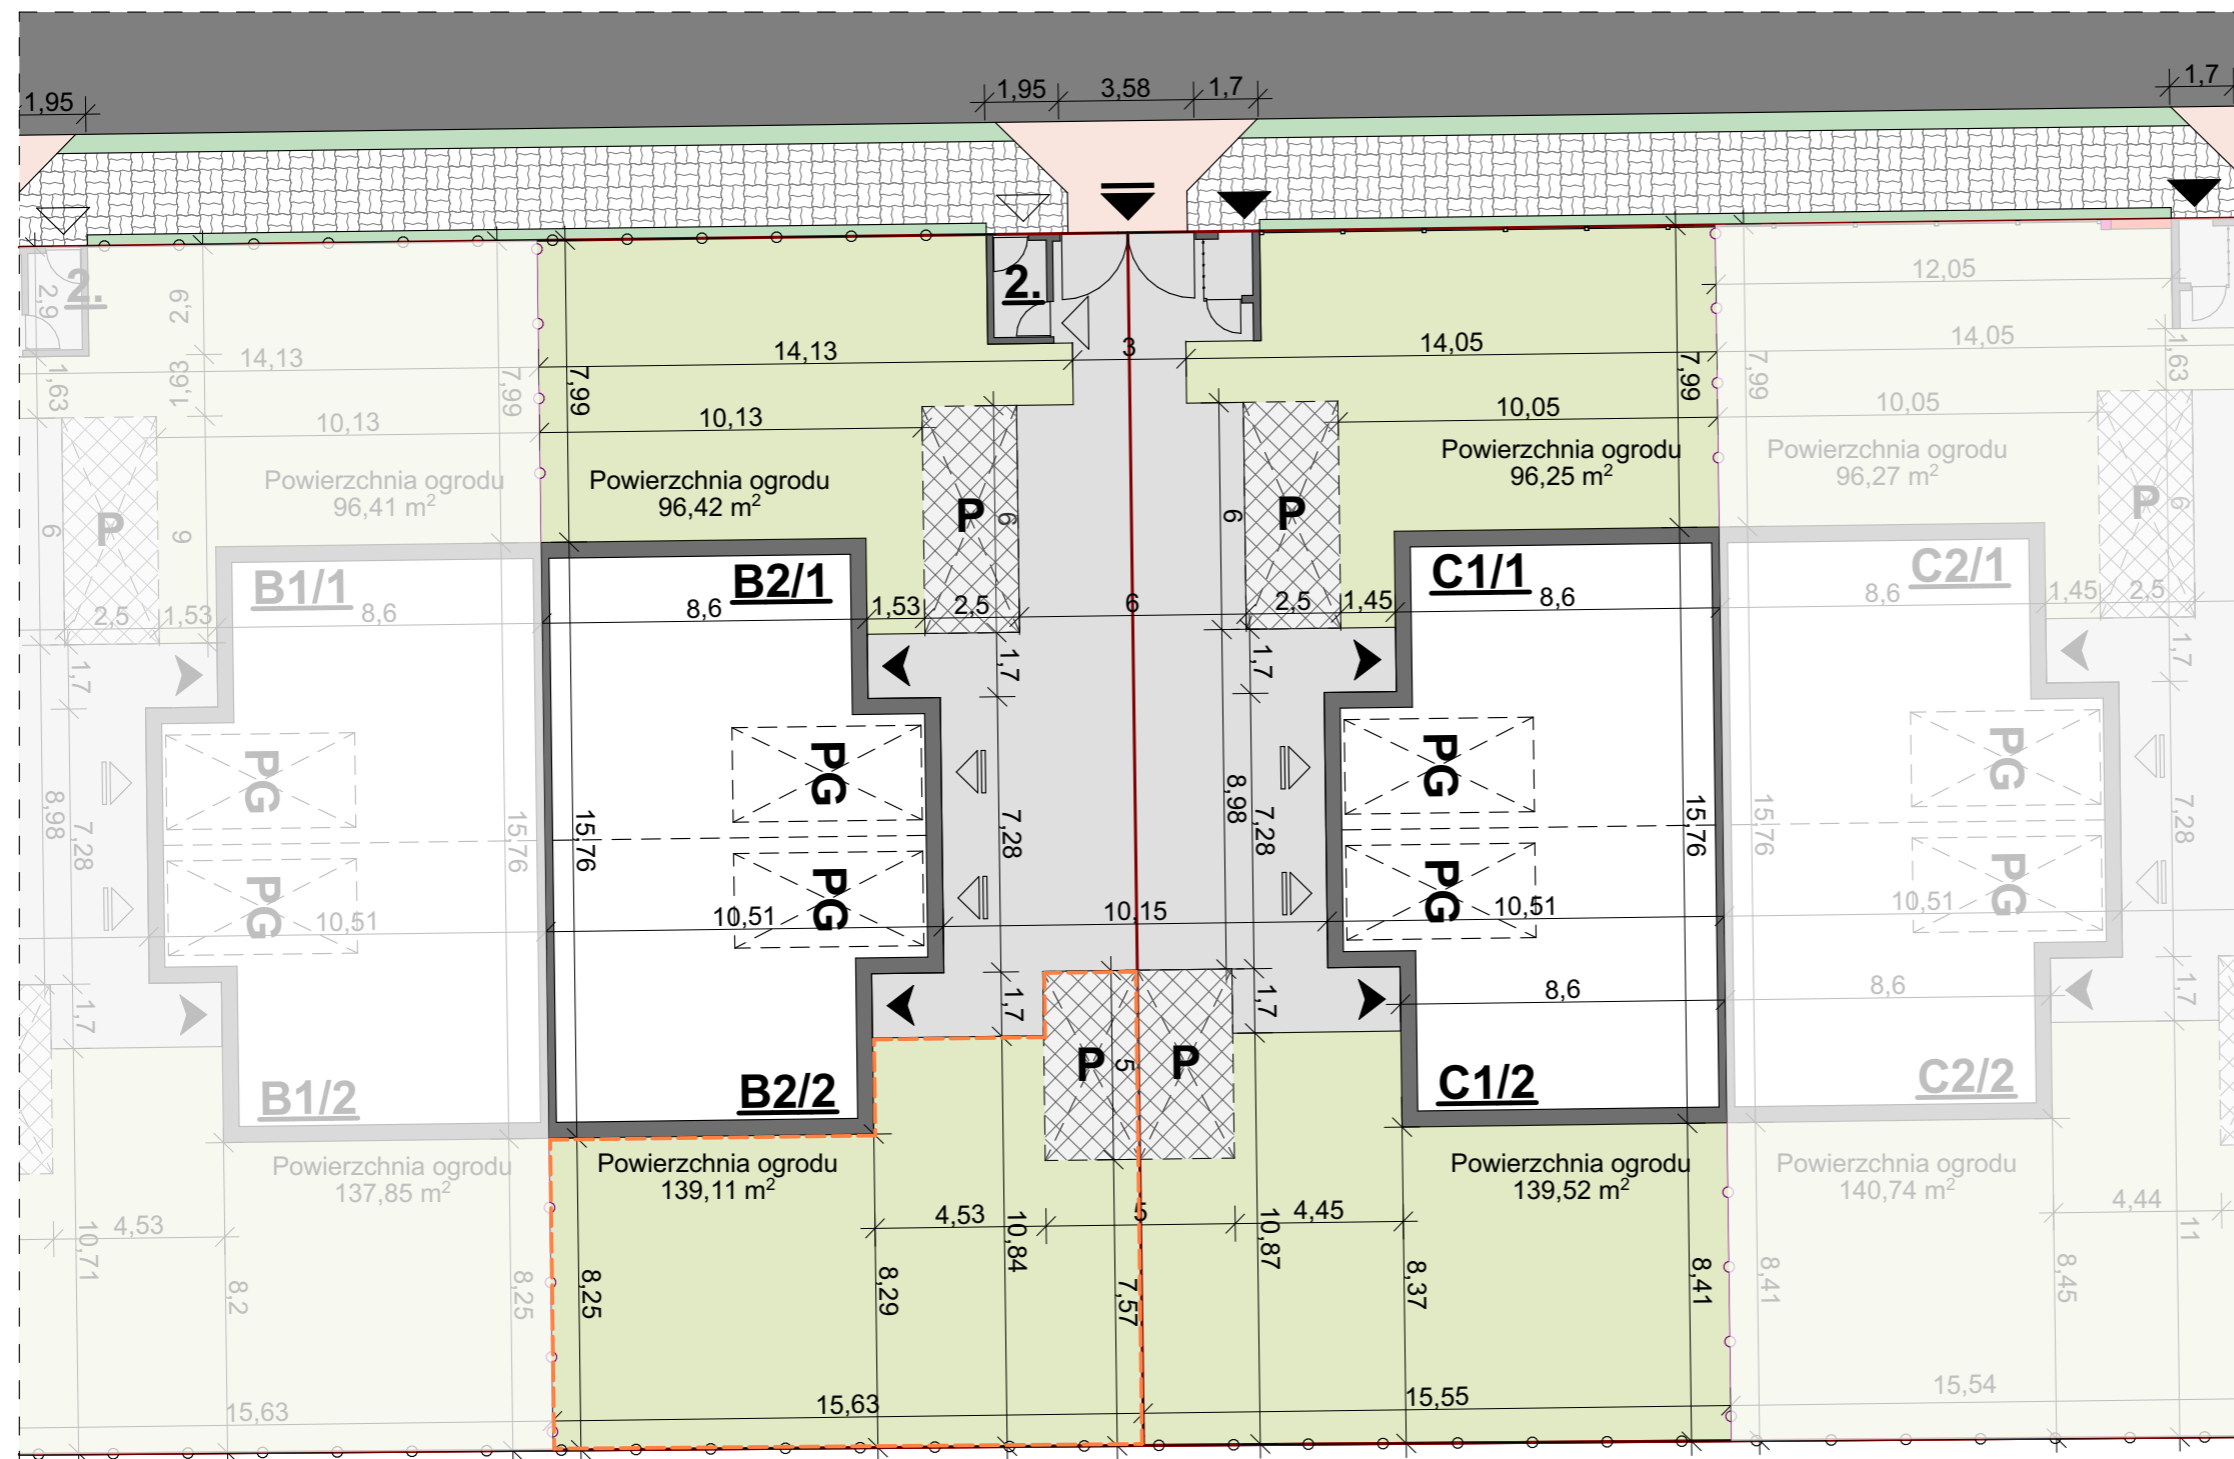 1,95
1,95
3,58
1,7
1,7
2.
2.
2,9
2,9
12,05
14,13
14,13
3
14,05
14,05
1,63
1,63
7,99
7,99
7,99
7,99
1,63
10,13
10,13
10,05
10,05
Powierzchnia ogrodu
96,41 m²
Powierzchnia ogrodu
96,42 m²
Powierzchnia ogrodu
96,25 m²
Powierzchnia ogrodu
96,27 m²
6
P
6
P
6
6
P
P
6
B1/1
B2/1
C1/1
C2/1
2,5
1,53
8,6
8,6
1,53
2,5
6
2,5
1,45
8,6
8,6
1,45
2,5
1,7
1,7
1,7
1,7
PG
PG
PG
PG
8,98
7,28
15,76
15,76
7,28
8,98
7,28
15,76
15,76
7,28
PG
PG
PG
PG
10,51
10,51
10,15
10,51
10,51
1,7
1,7
1,7
8,6
8,6
1,7
P
5
P
B1/2
B2/2
C1/2
C2/2
Powierzchnia ogrodu
137,85 m²
Powierzchnia ogrodu
139,11 m²
Powierzchnia ogrodu
139,52 m²
Powierzchnia ogrodu
140,74 m²
4,53
4,53
5
4,45
4,44
10,71
8,2
8,25
8,25
8,29
10,84
7,57
10,87
8,37
8,41
8,41
8,45
11
15,63
15,63
15,55
15,54